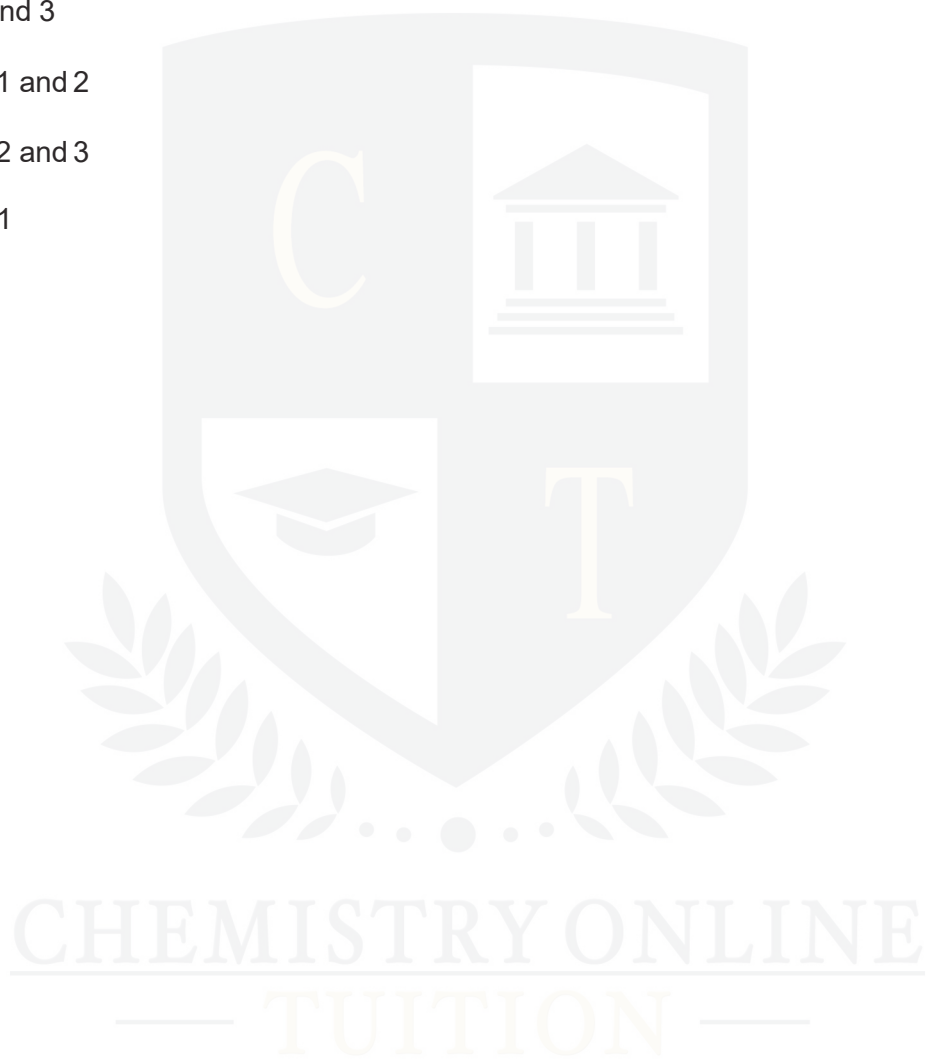 nd 3
1 and 2
2 and 3
1
C
T
CHEMISTRY ONLINE
TUITION